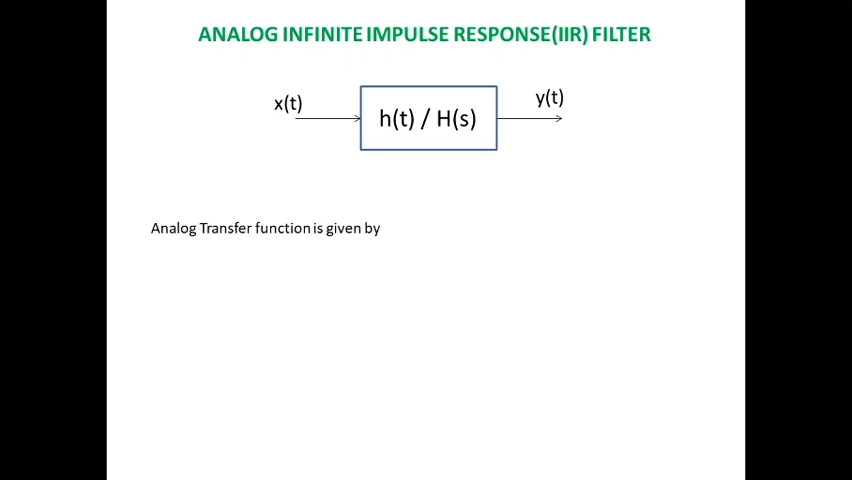 ANALOG INFINITE IMPULSE RESPONSE(IIR) FILTER
x(t)
h(t) / H(s)
y(t)
Analog Transfer function is given by